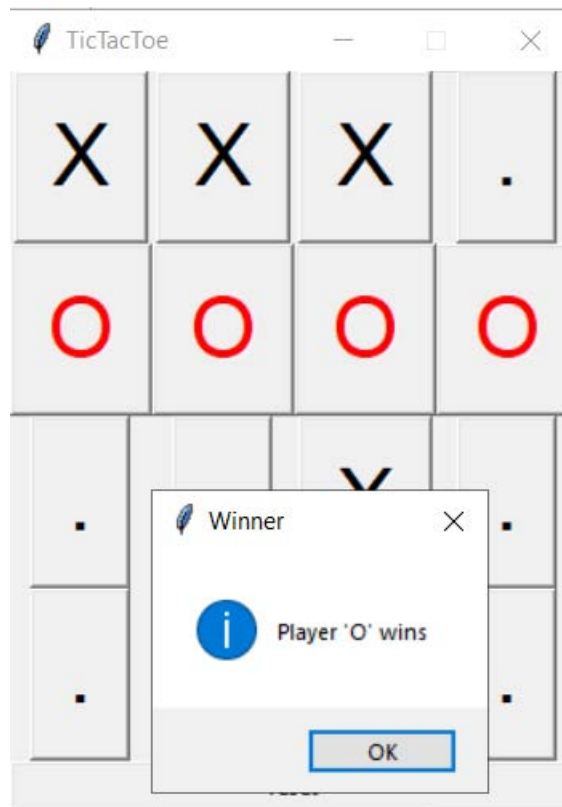 TicTacToe
X X X .
O O O O
. X .
Winner
Player 'O' wins
. .
OK